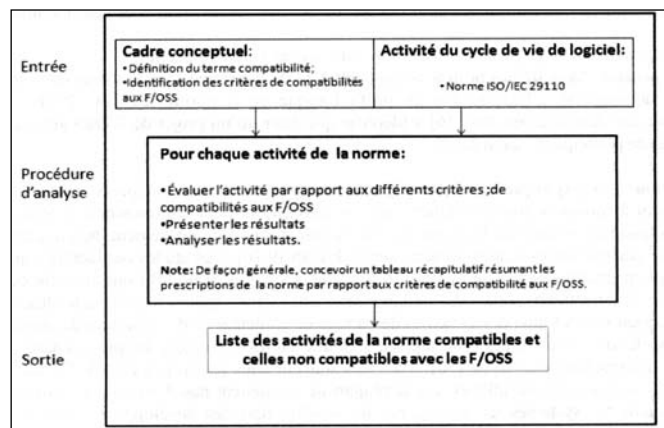 Entrée
Cadre conceptuel:
•Définition du terme compatibilité;
•Identification des critères de compatibilités
aux F/OSS
Activité du cycle de vie de logiciel:
•Norme ISO/IEC 29110
Procédure
d'analyse
Pour chaque activité de la norme:
•Évaluer l'activité par rapport aux différents critères ;de
compatibilités aux F/OSS
•Présenter les résultats
•Analyser les résultats.
Note: De façon générale, concevoir un tableau récapitulatif résumant les
prescriptions de la norme par rapport aux critères de compatibilité aux F/OSS.
Sortie
Liste des activités de la norme compatibles et
celles non compatibles avec les F/OSS